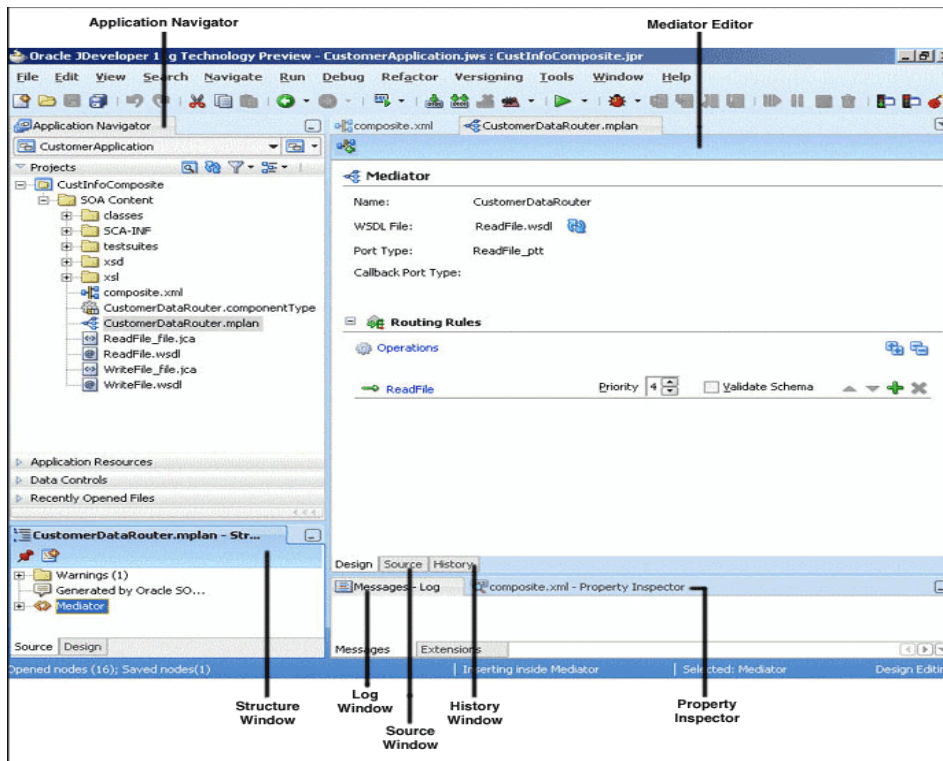 Application Navigator
Mediator Editor
Oracle JDeveloper 11g Technology Preview - CustomerApplication.jws : CustInfoComposite.jpr
File Edit View Search Navigate Run Debug Refactor Versioning Tools Window Help
Application Navigator
composite.xml
CustomerDataRouter.mplan
CustomerApplication
Projects
CustInfoComposite
SOA Content
classes
SCA-INF
testsuites
xsd
xsl
composite.xml
CustomerDataRouter.componentType
CustomerDataRouter.mplan
ReadFile_file.jca
ReadFile.wsdl
WriteFile_file.jca
WriteFile.wsdl
Application Resources
Data Controls
Recently Opened Files
Mediator
Name: CustomerDataRouter
WSDL File: ReadFile.wsdl
Port Type: ReadFile_ptt
Callback Port Type:
Routing Rules
Operations
ReadFile Priority 4 Validate Schema
CustomerDataRouter.mplan - Str...
Warnings (1)
Generated by Oracle SO...
Mediator
Source Design
Design Source History
Messages - Log
composite.xml - Property Inspector
Messages Extensions
Opened nodes (16); Saved nodes(1)
Inserting inside Mediator
Selected: Mediator
Design Editin
Structure
Window
Log
Window
Source
Window
History
Window
Property
Inspector